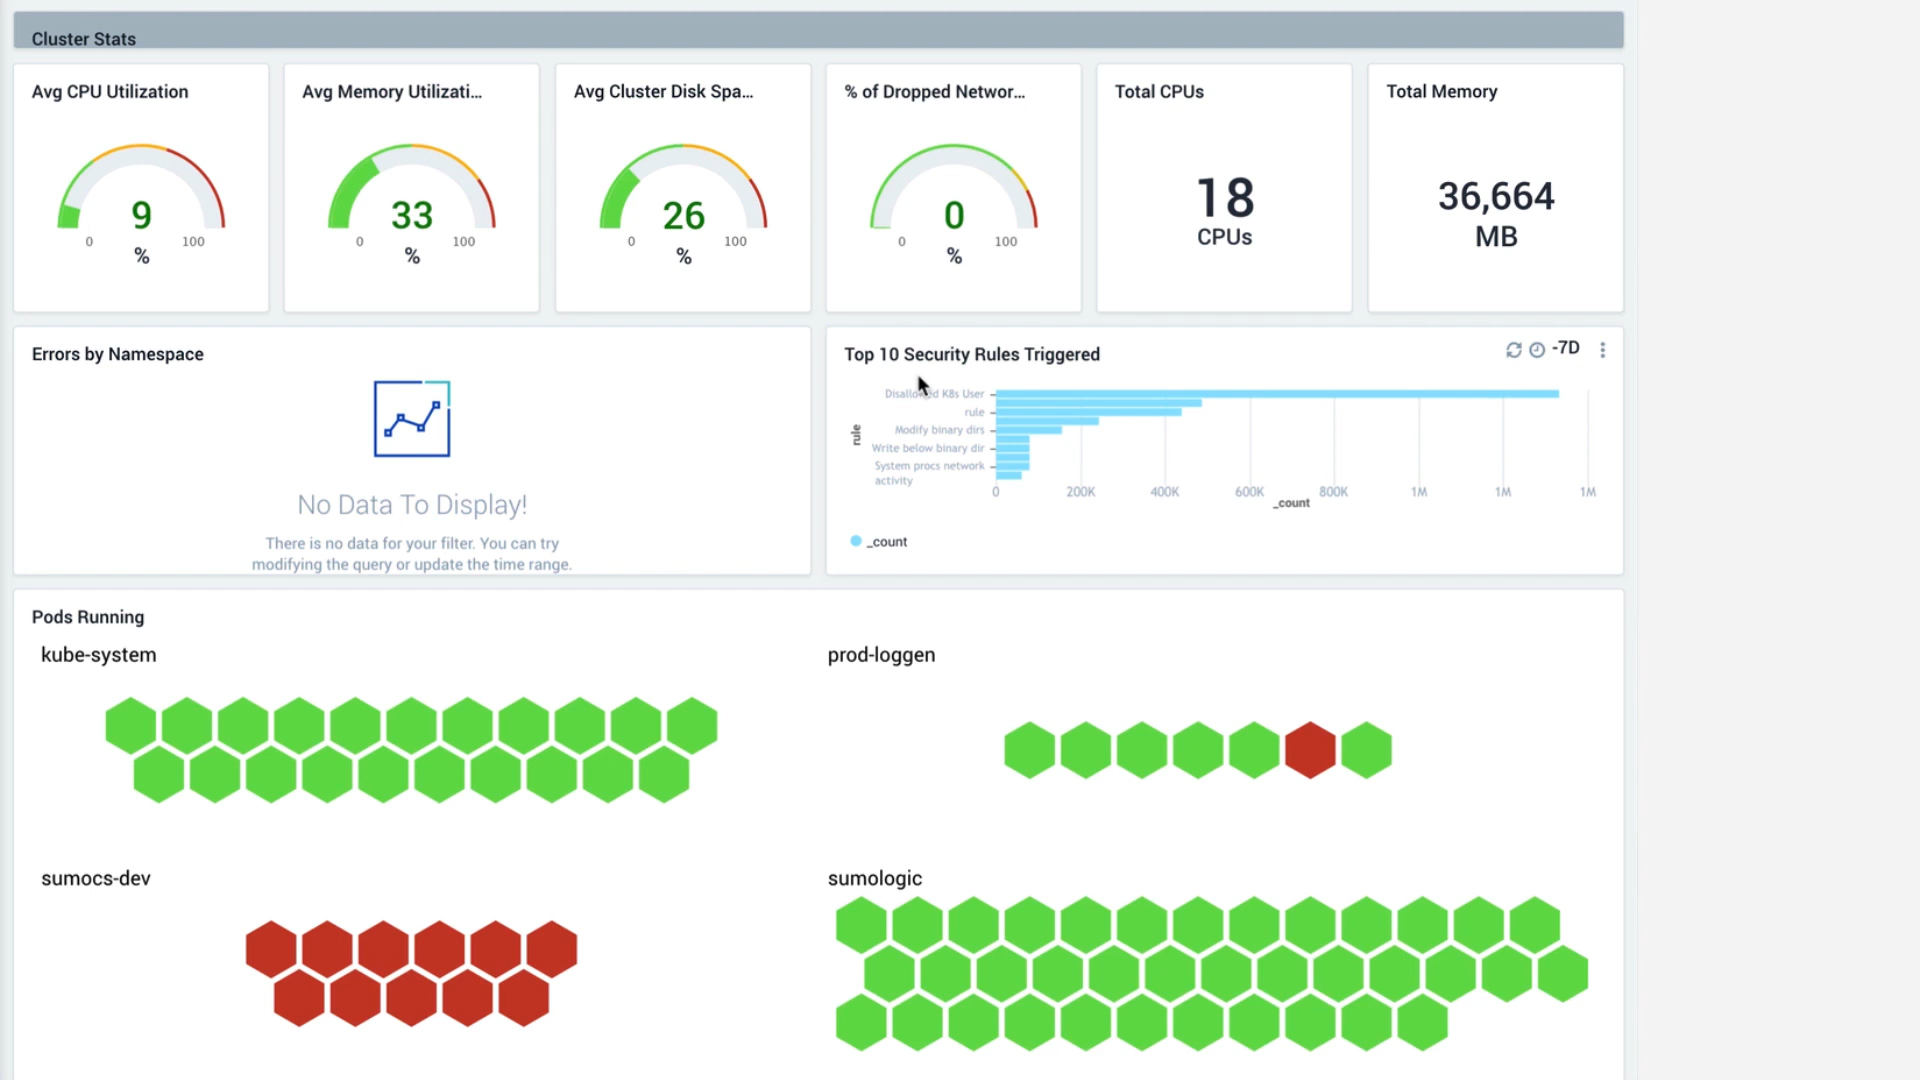 Cluster Stats
Avg CPU Utilization
9
0
100
%
Avg Memory Utilizati...
33
0
100
%
Avg Cluster Disk Spa...
26
0
100
%
% of Dropped Networ...
0
0
100
%
Total CPUs
18
CPUs
Total Memory
36,664
MB
Errors by Namespace
No Data To Display!
There is no data for your filter. You can try
modifying the query or update the time range.
Top 10 Security Rules Triggered
-7D
rule
K8s User
rule
Modify binary dirs
Write below binary dir
System procs network
activity
0
200K
400K
600K
800K
1M
1M
1M
_count
_count
Pods Running
kube-system
prod-loggen
sumocs-dev
sumologic